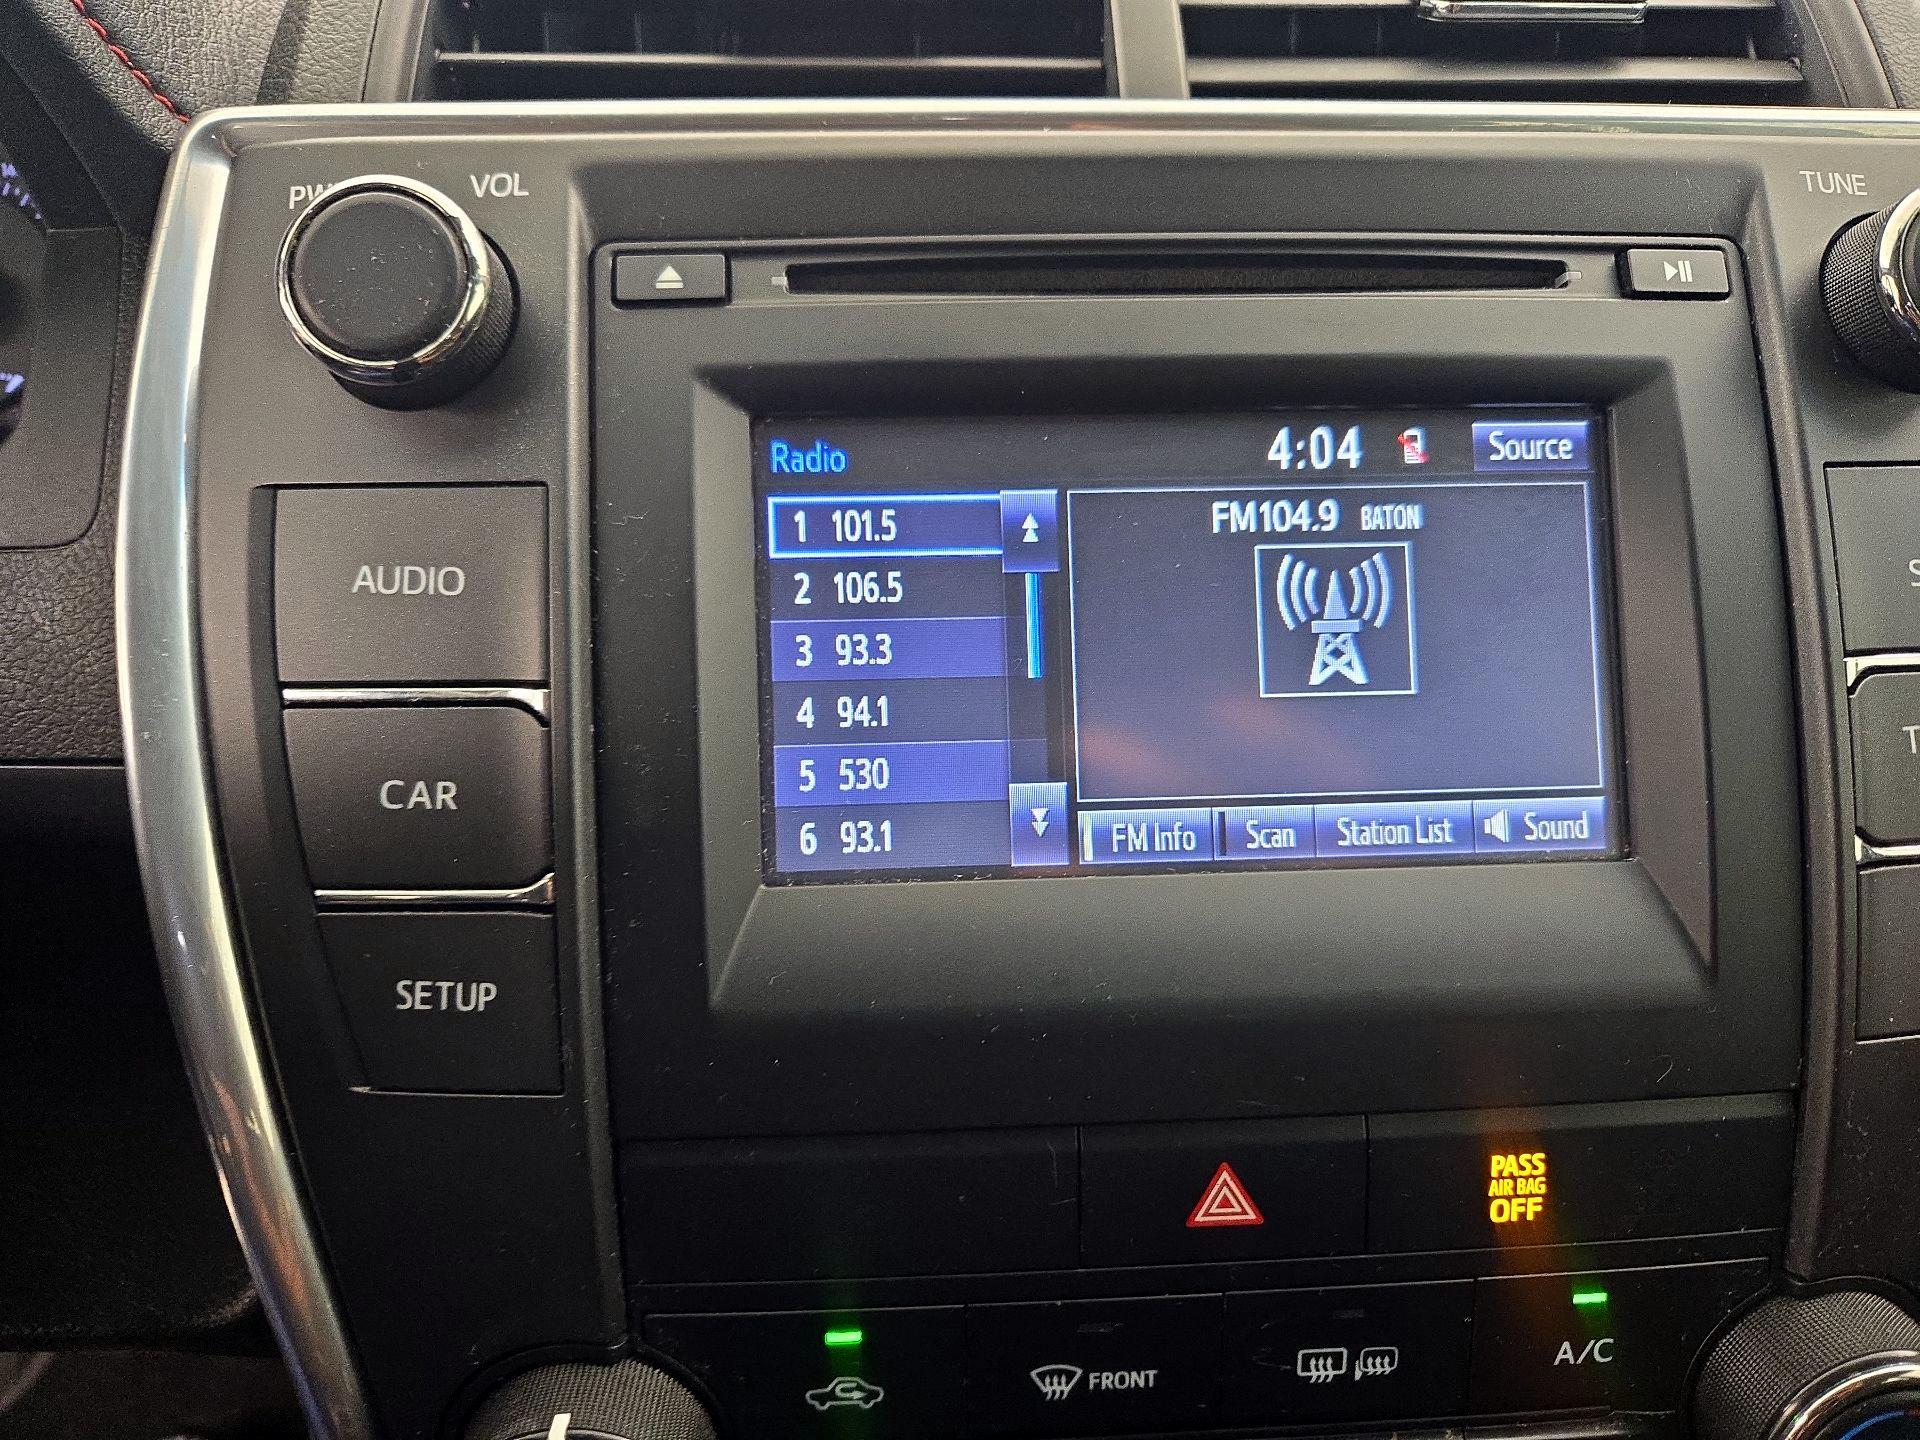 PW
VOL
TUNE
Radio
4:04
Source
1 101.5
2 106.5
3 93.3
4 94.1
5 530
6 93.1
FM104.9 BATON
FM Info
Scan
Station List
Sound
AUDIO
CAR
SETUP
PASS
AIR BAG
OFF
FRONT
A/C